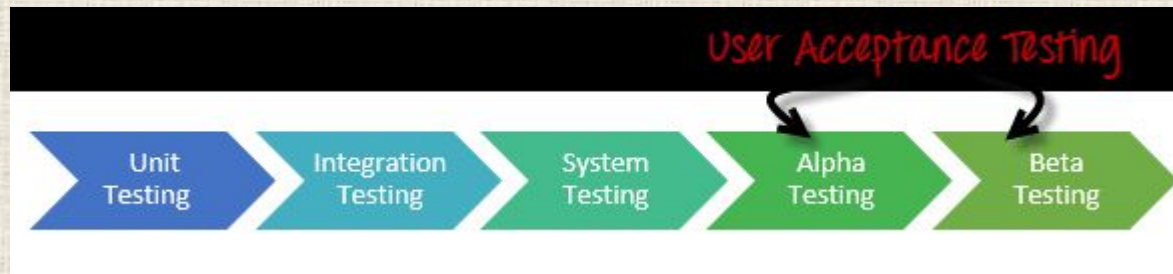 User Acceptance Testing
Unit
Testing
Integration
Testing
System
Testing
Alpha
Testing
Beta
Testing